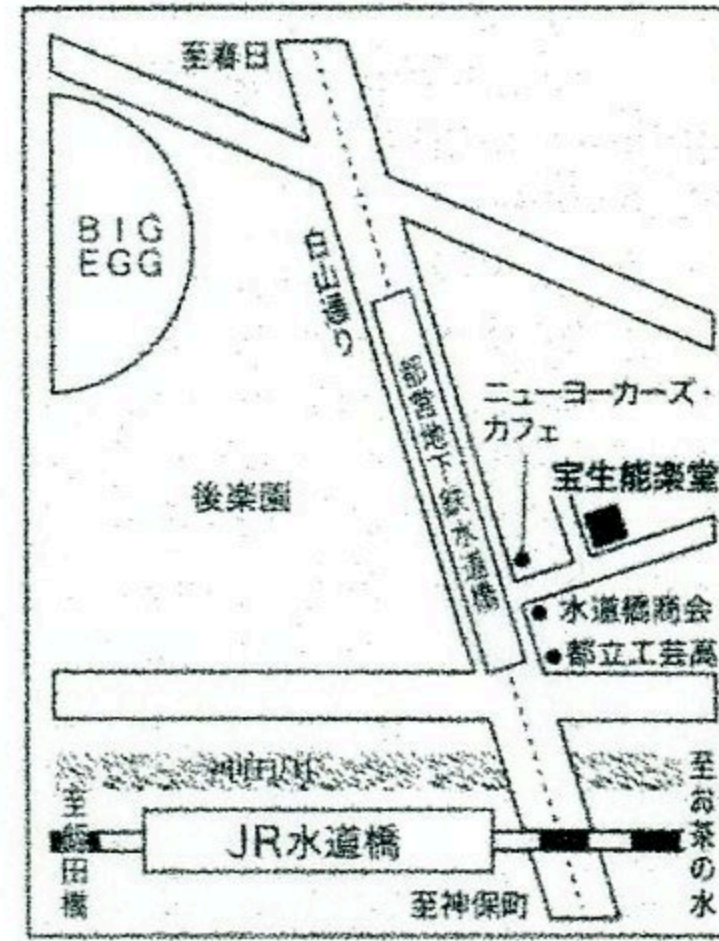 至春日
BIG
EGG
白山通り
都営地下鉄水道橋
ニューヨーカーズ・
カフェ
宝生能楽堂
後楽園
水道橋商会
都立工芸高
神田川
至飯田橋
JR水道橋
至お茶の水
至神保町